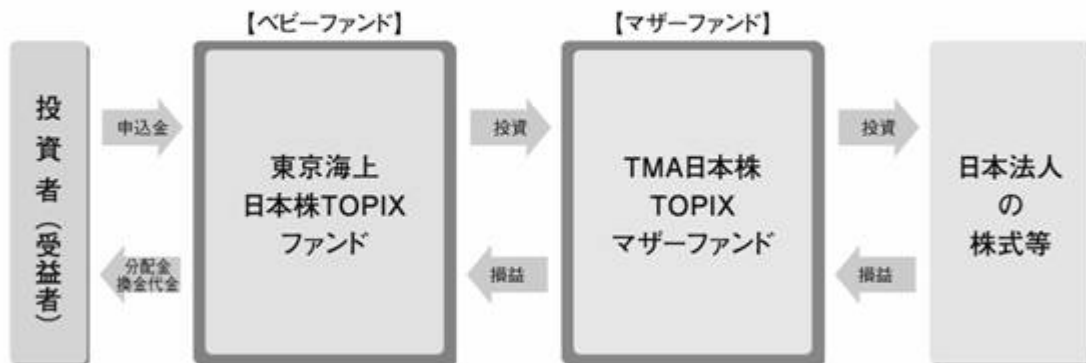 【ベビーファンド】
【マザーファンド】
投資者(受益者)
申込金
分配金
換金代金
東京海上
日本株TOPIX
ファンド
投資
損益
TMA日本株
TOPIX
マザーファンド
投資
損益
日本法人
の
株式等